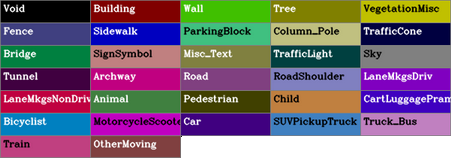 Void Building Wall Tree VegetationMisc
Fence Sidewalk ParkingBlock Column_Pole TrafficCone
Bridge SignSymbol Misc_Text TrafficLight Sky
Tunnel Archway Road RoadShoulder LaneMkgsDriv
LaneMkgsNonDriv Animal Pedestrian Child CartLuggagePram
Bicyclist MotorcycleScoote Car SUVPickupTruck Truck_Bus
Train OtherMoving